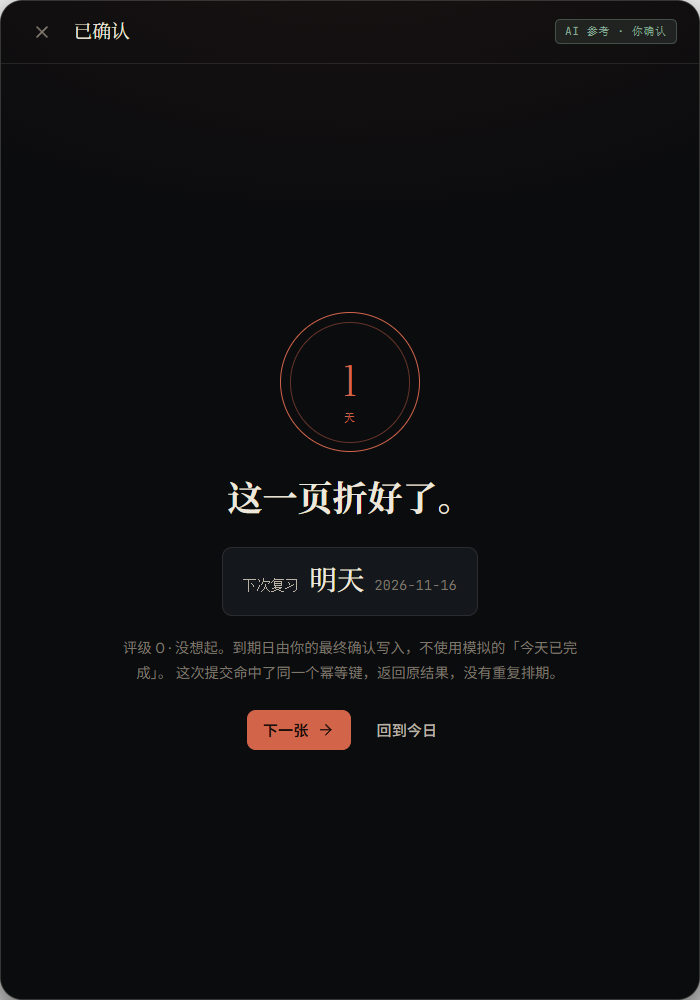 已确认
AI 参考 · 你确认
1
天
这一页折好了。
下次复习 明天 2026-11-16
评级 0 · 没想起。到期日由你的最终确认写入，不使用模拟的「今天已完
成」。 这次提交命中了同一个幂等键，返回原结果，没有重复排期。
下一张 →
回到今日